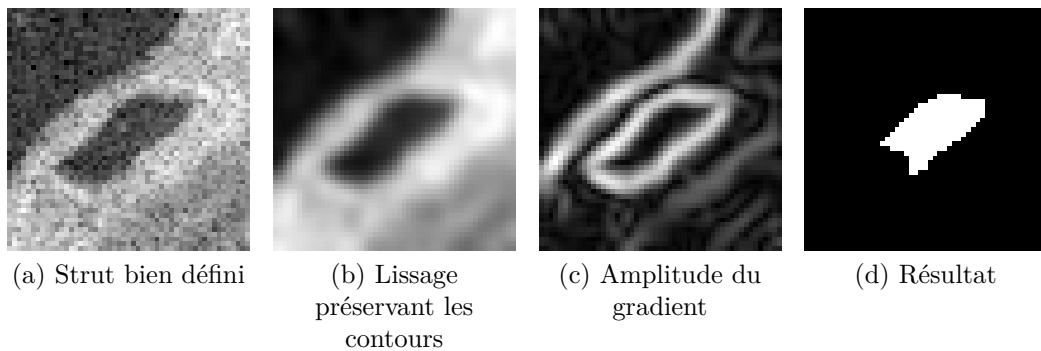 (a) Strut bien défini
(b) Lissage
préservant les
contours
(c) Amplitude du
gradient
(d) Résultat